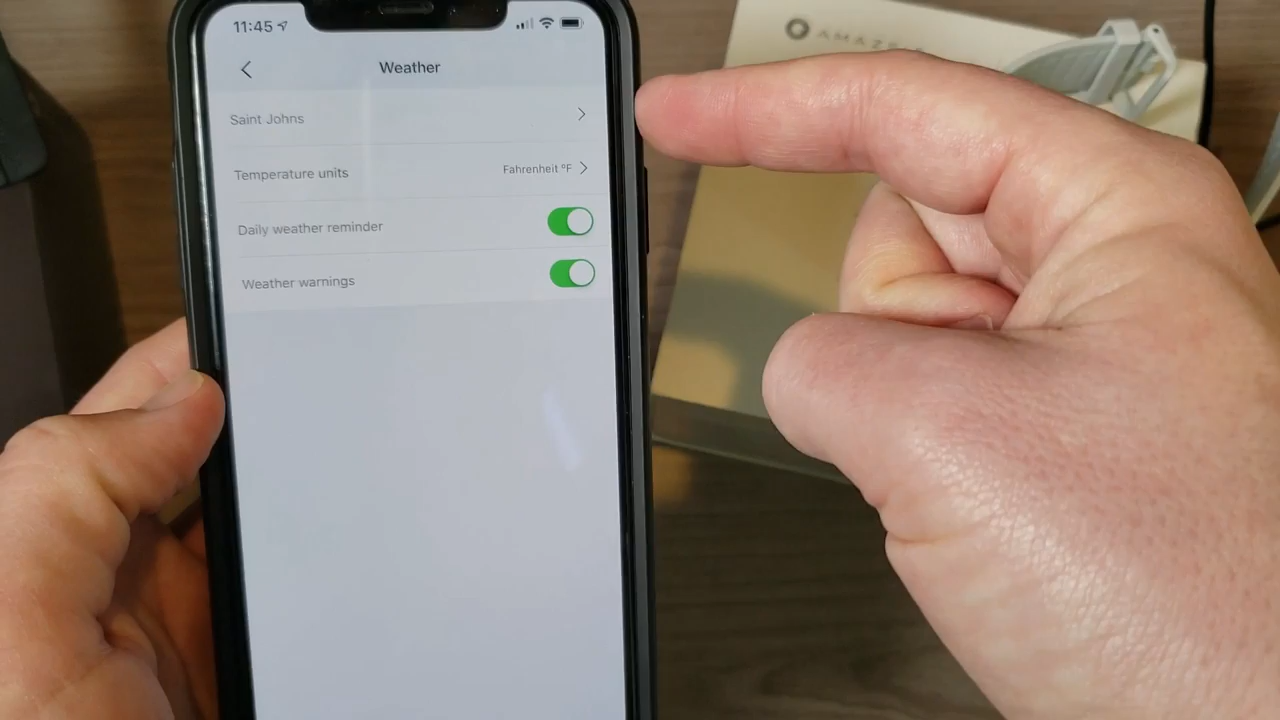 11:45
Weather
Saint Johns
Temperature units Fahrenheit °F
Daily weather reminder
Weather warnings